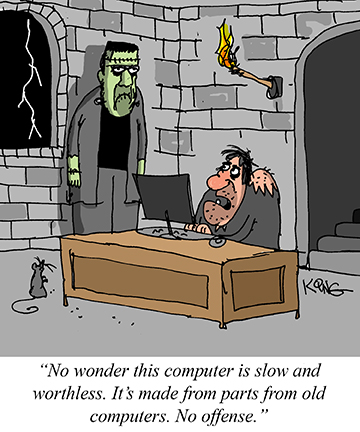 KING
“No wonder this computer is slow and
worthless. It’s made from parts from old
computers. No offense.”